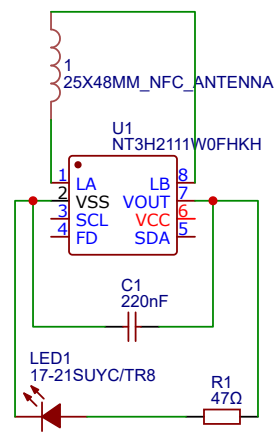 1
25X48MM_NFC_ANTENNA
U1
NT3H2111W0FHKH
1 LA LB 8
2 VSS VOUT 7
3 SCL VCC 6
4 FD SDA 5
C1
220nF
LED1
17-21SUYC/TR8
R1
47Ω